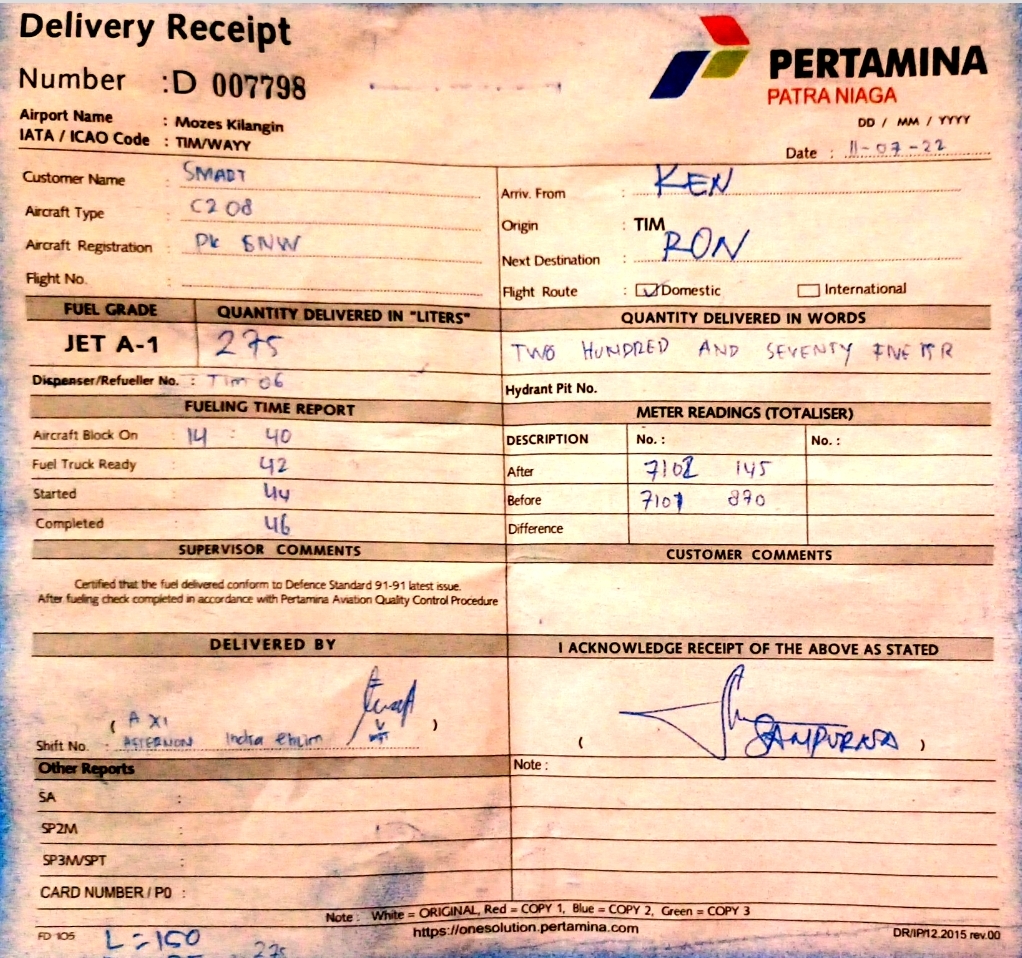 Delivery Receipt
Number : D 007798
PERTAMINA
PATRA NIAGA
Airport Name : Mozes Kilangin
IATA / ICAO Code : TIM/WAYY
DD / MM / YYYY
Date : 11-07-22
Customer Name : SMART
Aircraft Type : C208
Aircraft Registration : PK SNW
Flight No. :
Arriv. From : KEN
Origin : TIM
Next Destination : RON
Flight Route : Domestic International
FUEL GRADE QUANTITY DELIVERED IN "LITERS" QUANTITY DELIVERED IN WORDS
JET A-1 275 TWO HUNDRED AND SEVENTY FIVE
Dispenser/Refueller No. : Tim 06 Hydrant Pit No.
FUELING TIME REPORT
Aircraft Block On : 14 : 40
Fuel Truck Ready : 42
Started : 44
Completed : 46
METER READINGS (TOTALISER)
DESCRIPTION No. : No. :
After 7102 145
Before 7101 870
Difference
SUPERVISOR COMMENTS
Certified that the fuel delivered conform to Defence Standard 91-91 latest issue.
After fueling check completed in accordance with Pertamina Aviation Quality Control Procedure
CUSTOMER COMMENTS
DELIVERED BY
( A XI )
Shift No. : AFTERNON Indra
I ACKNOWLEDGE RECEIPT OF THE ABOVE AS STATED
( SAMPURNA )
Other Reports
SA :
SP2M :
SP3M/SPT :
CARD NUMBER / P0 :
Note :
Note : White = ORIGINAL, Red = COPY 1, Blue = COPY 2, Green = COPY 3
https://onesolution.pertamina.com
FD 105 L = 150
275
DR/IP/12.2015 rev.00